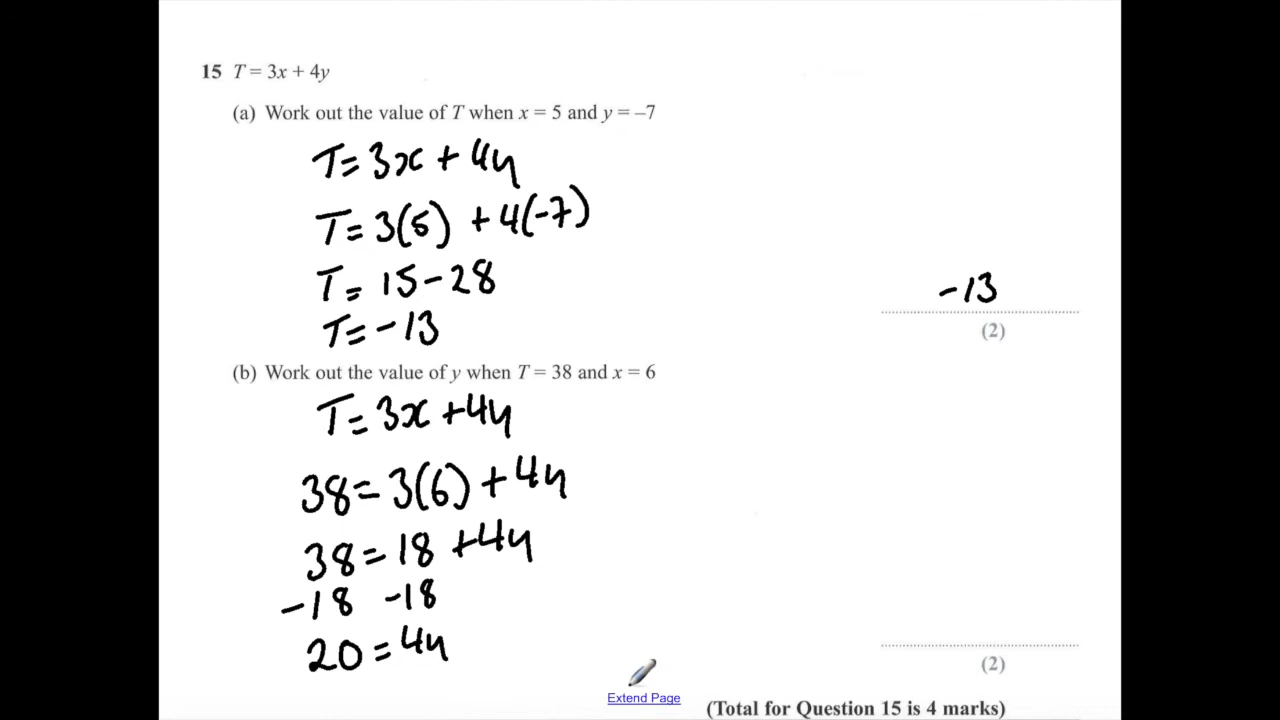 15 T = 3x + 4y
(a) Work out the value of T when x = 5 and y = –7
T = 3x + 4y
T = 3(5) + 4(-7)
T = 15 - 28
T = -13
-13
(2)
(b) Work out the value of y when T = 38 and x = 6
T = 3x + 4y
38 = 3(6) + 4y
38 = 18 + 4y
-18 -18
20 = 4y
(2)
Extend Page
(Total for Question 15 is 4 marks)